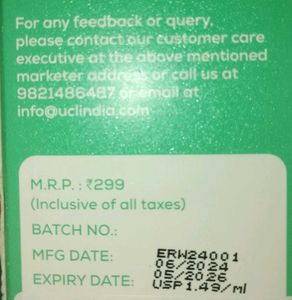 For any feedback or query,
please contact our customer care
executive at the above mentioned
marketer address or call us at
9821486487 or email at
info@uclindia.com
M.R.P. : ₹299
(Inclusive of all taxes)
BATCH NO.: ERW24001
MFG DATE: 06/2024
EXPIRY DATE: 05/2026
USP 1.49/ml